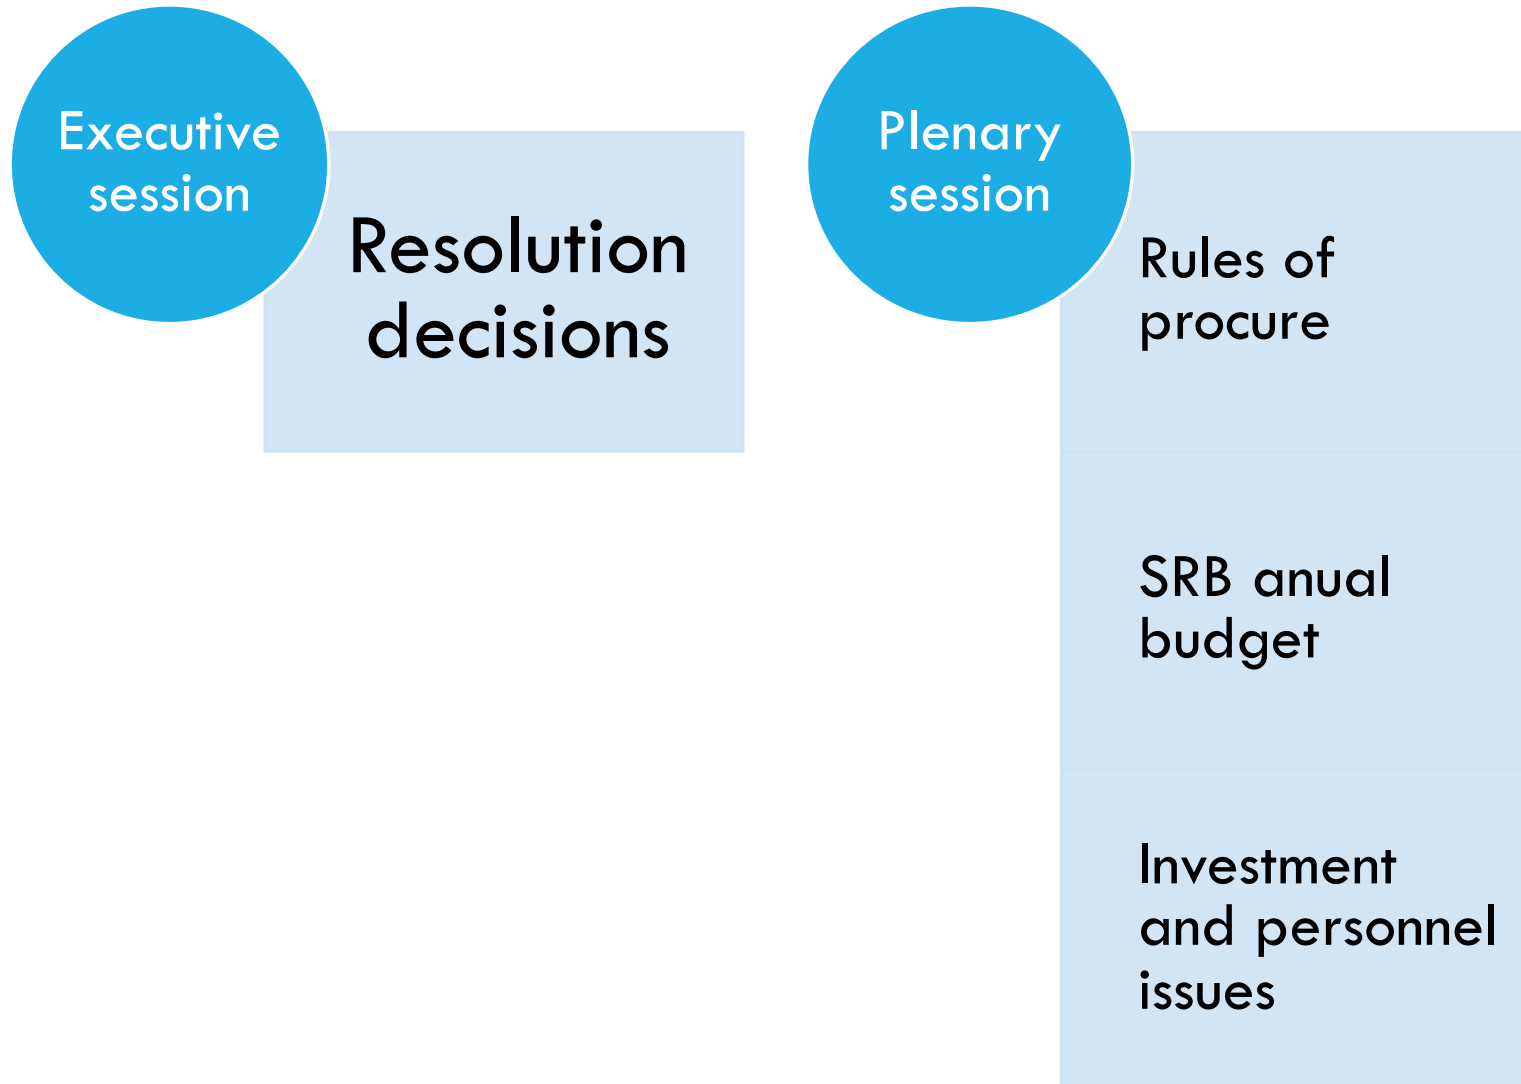 Executive
session
Resolution
decisions
Plenary
session
Rules of
procure
SRB anual
budget
Investment
and personnel
issues